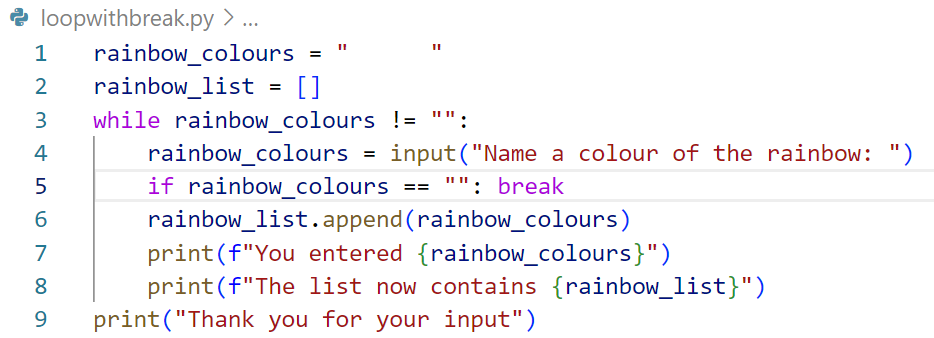 loopwithbreak.py > ...
1 rainbow_colours = "      "
2 rainbow_list = []
3 while rainbow_colours != "":
4     rainbow_colours = input("Name a colour of the rainbow: ")
5     if rainbow_colours == "": break
6     rainbow_list.append(rainbow_colours)
7     print(f"You entered {rainbow_colours}")
8     print(f"The list now contains {rainbow_list}")
9 print("Thank you for your input")